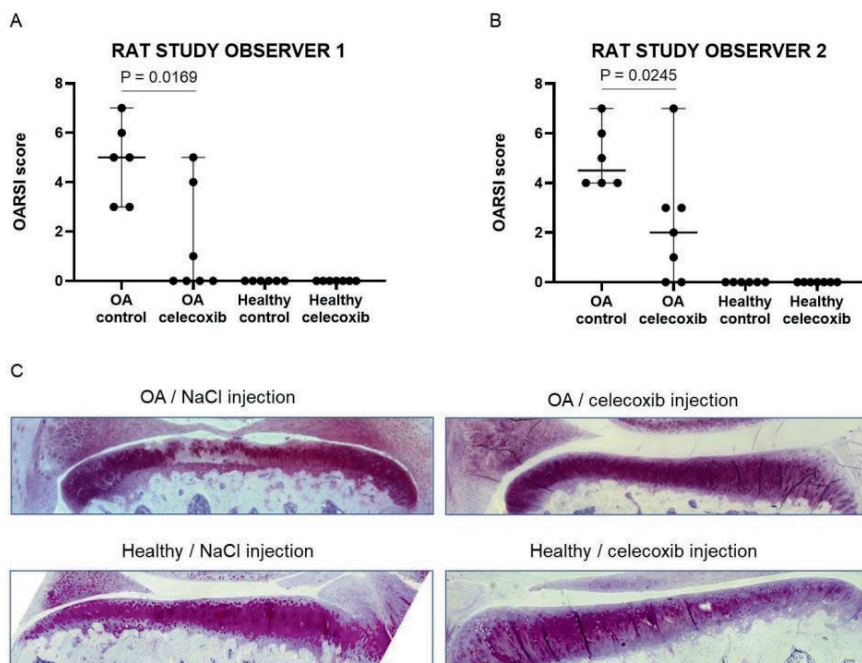 A
RAT STUDY OBSERVER 1
P = 0.0169
8
6
4
2
0
OARSI score
OA
control
OA
celecoxib
Healthy
control
Healthy
celecoxib
B
RAT STUDY OBSERVER 2
P = 0.0245
8
6
4
2
0
OARSI score
OA
control
OA
celecoxib
Healthy
control
Healthy
celecoxib
C
OA / NaCl injection
OA / celecoxib injection
Healthy / NaCl injection
Healthy / celecoxib injection